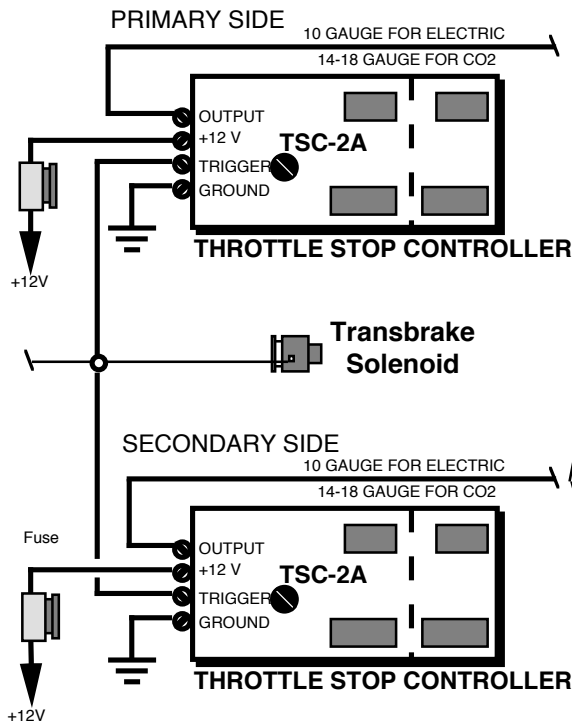 PRIMARY SIDE
10 GAUGE FOR ELECTRIC
14-18 GAUGE FOR CO2
OUTPUT
+12 V
TSC-2A
TRIGGER
GROUND
THROTTLE STOP CONTROLLER
+12V
Transbrake
Solenoid
SECONDARY SIDE
10 GAUGE FOR ELECTRIC
14-18 GAUGE FOR CO2
Fuse
OUTPUT
+12 V
TSC-2A
TRIGGER
GROUND
THROTTLE STOP CONTROLLER
+12V